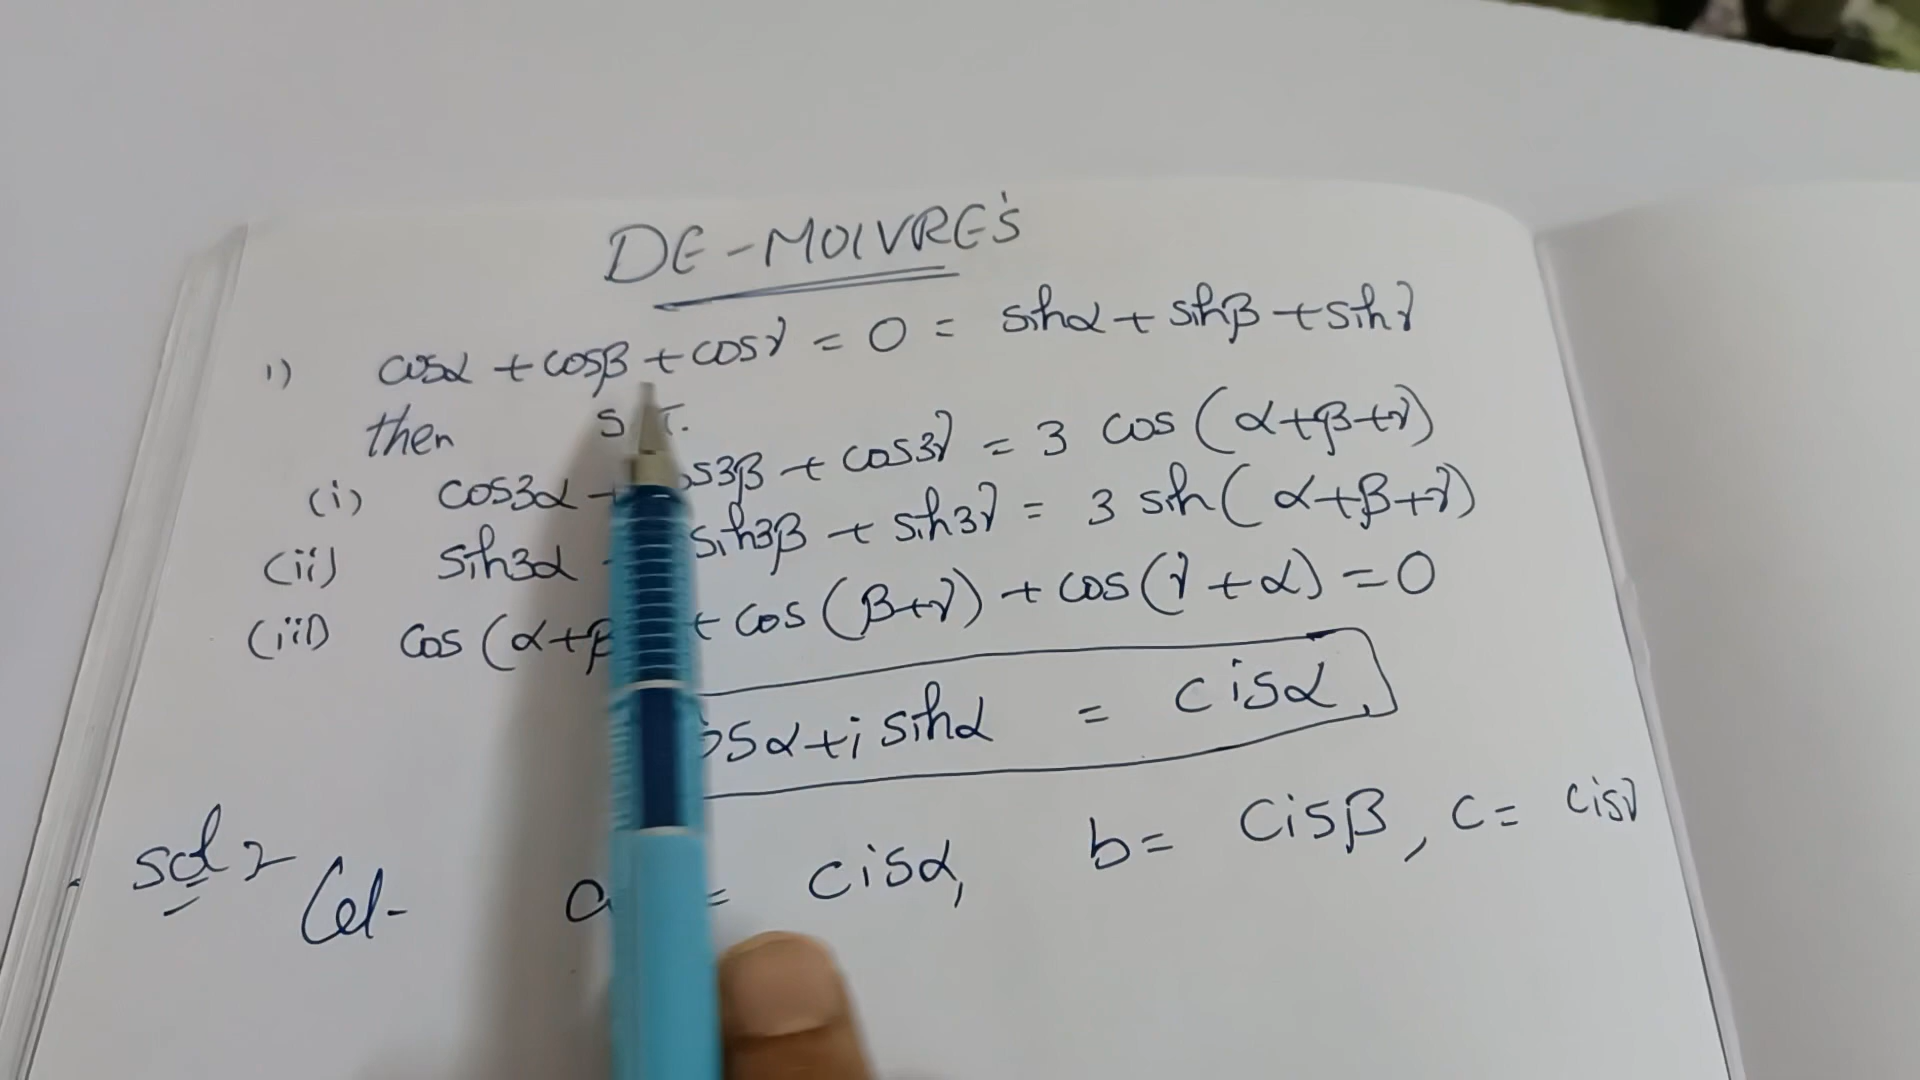 DE-MOIVRE'S
1) cosα + cosβ + cosγ = 0 = sinα + sinβ + sinγ
then S.T.
(i) cos3α + cos3β + cos3γ = 3 cos(α+β+γ)
(ii) sin3α sin3β + sin3γ = 3 sin(α+β+γ)
(iii) cos(α+β + cos(β+γ) + cos(γ+α) = 0
osα+i sinα = cisα
sol Let a = cisα, b = cisβ, c = cisγ